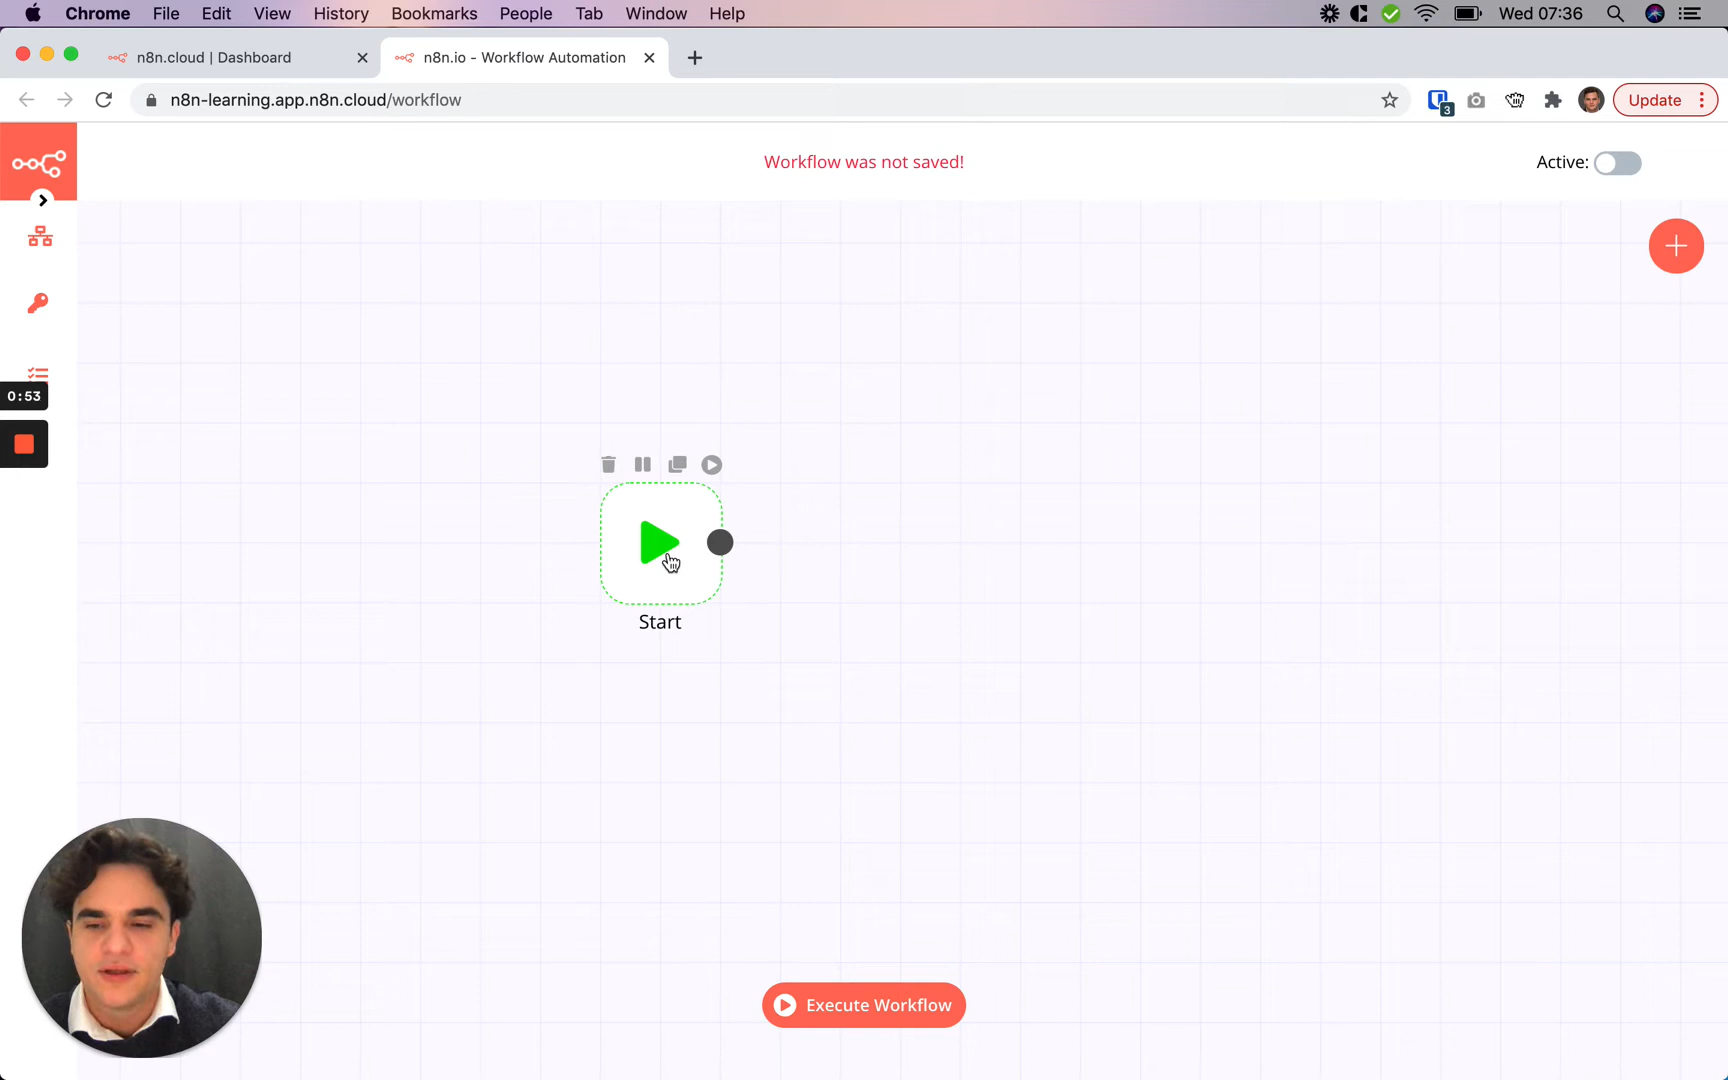 Chrome File Edit View History Bookmarks People Tab Window Help Wed 07:36
n8n.cloud | Dashboard n8n.io - Workflow Automation
n8n-learning.app.n8n.cloud/workflow 3 Update
Workflow was not saved! Active:
0:53
Start
Execute Workflow